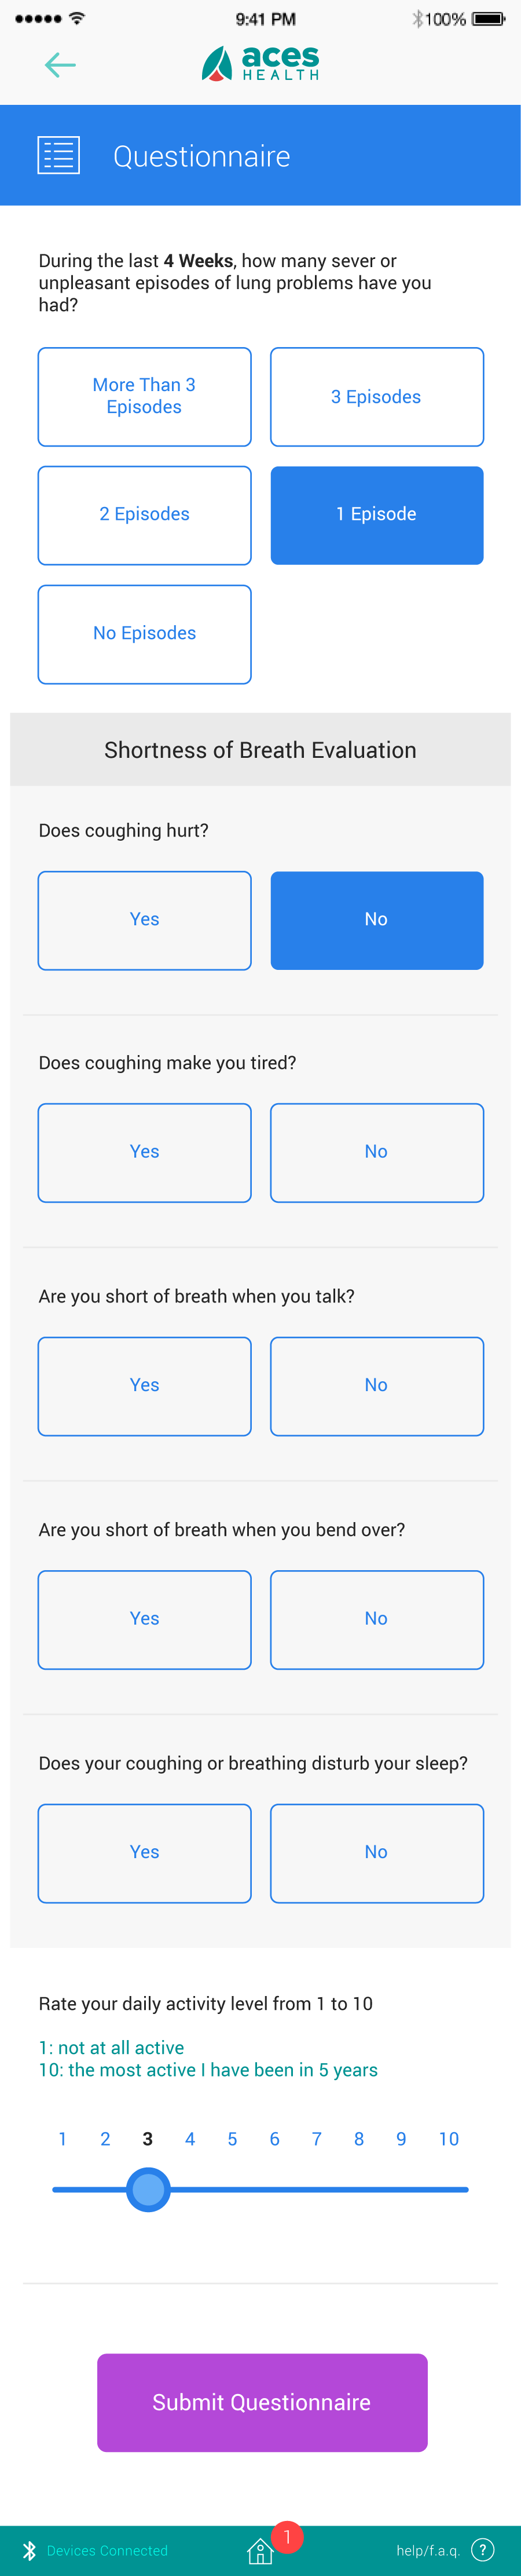 9:41 PM
100%
aces
HEALTH
Questionnaire
During the last 4 Weeks, how many sever or
unpleasant episodes of lung problems have you
had?
More Than 3
Episodes
3 Episodes
2 Episodes
1 Episode
No Episodes
Shortness of Breath Evaluation
Does coughing hurt?
Yes
No
Does coughing make you tired?
Yes
No
Are you short of breath when you talk?
Yes
No
Are you short of breath when you bend over?
Yes
No
Does your coughing or breathing disturb your sleep?
Yes
No
Rate your daily activity level from 1 to 10
1: not at all active
10: the most active I have been in 5 years
1 2 3 4 5 6 7 8 9 10
Submit Questionnaire
Devices Connected
1
help/f.a.q. ?